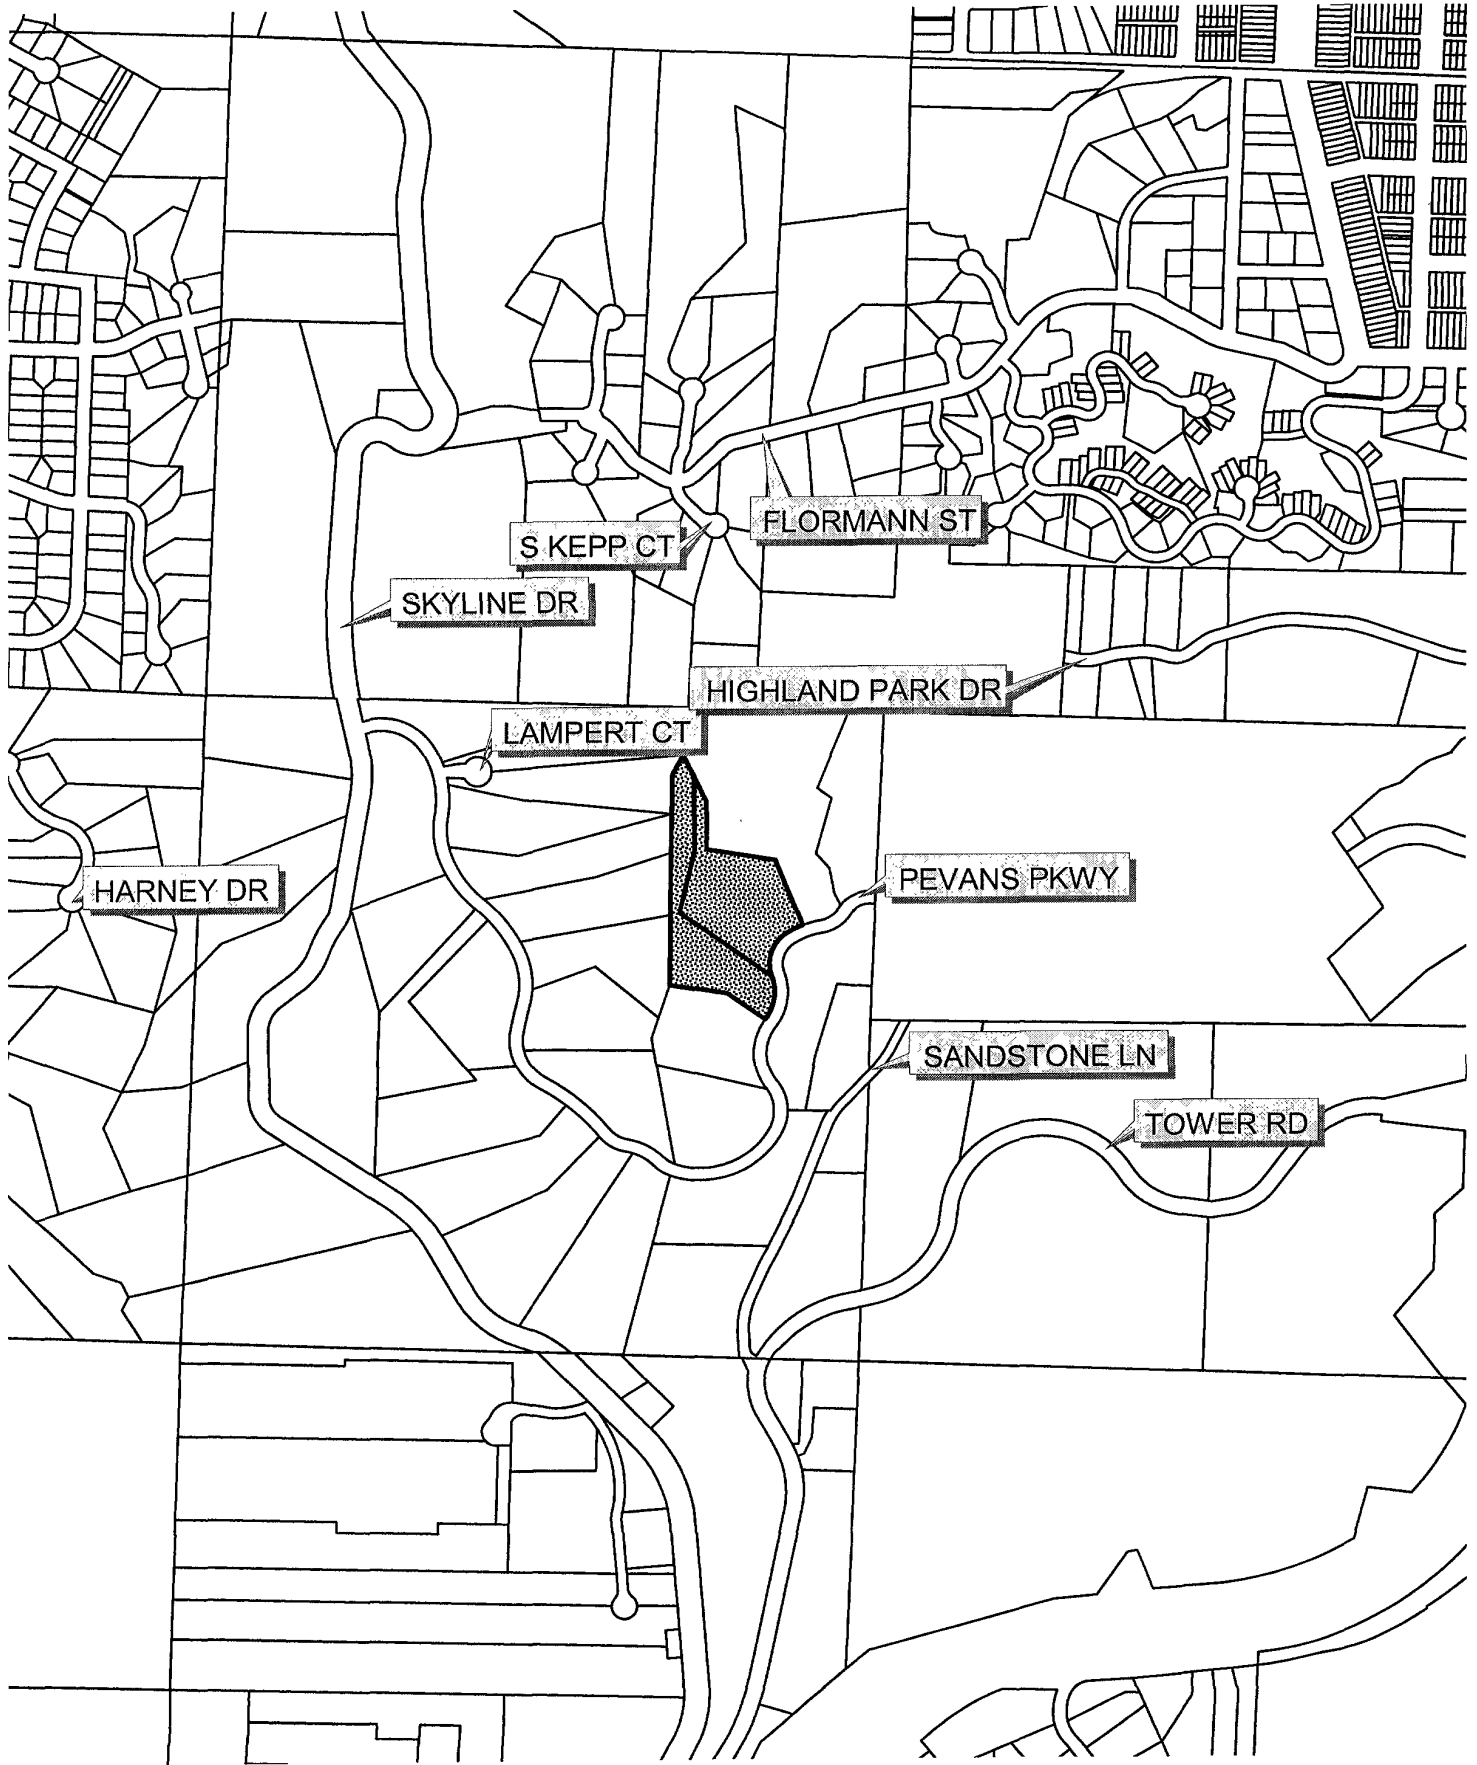 FLORMANN ST
S KEPP CT
SKYLINE DR
HIGHLAND PARK DR
LAMPERT CT
PEVANS PKWY
HARNEY DR
SANDSTONE LN
TOWER RD